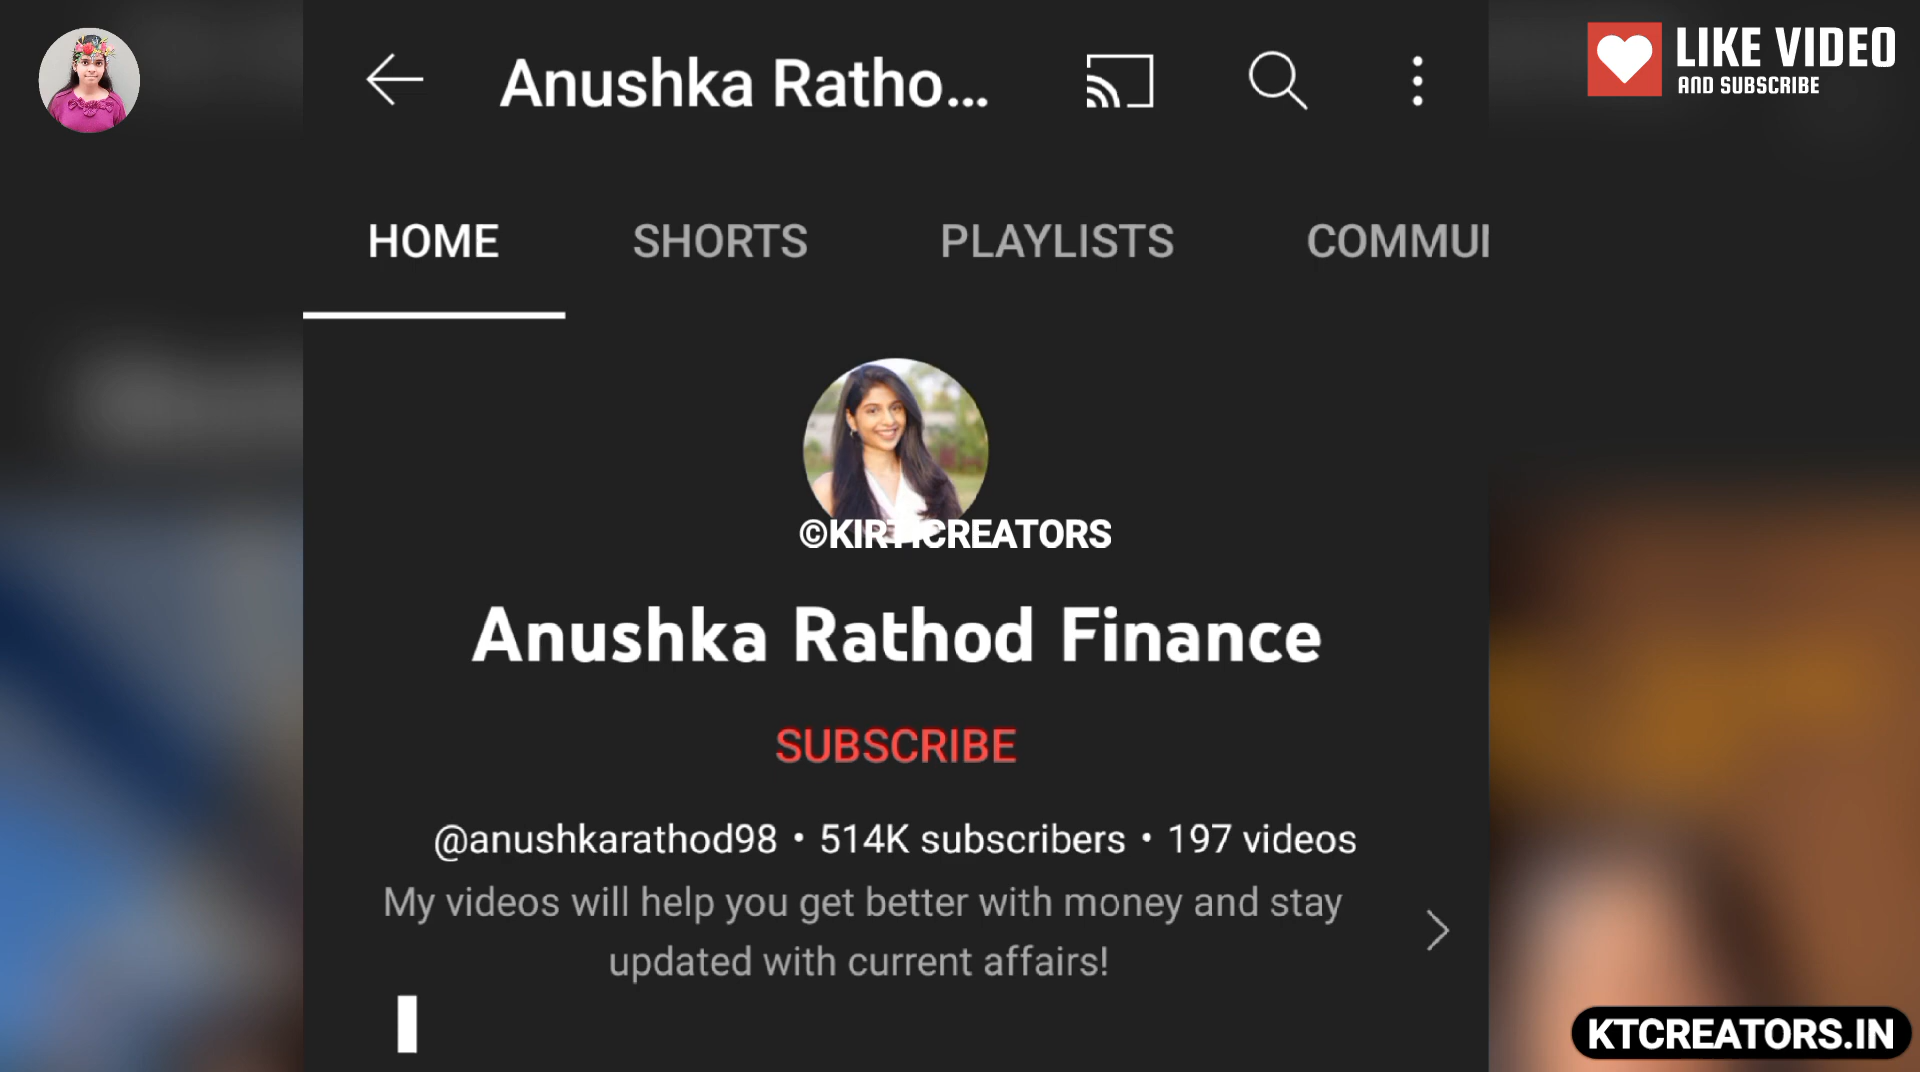 Anushka Ratho...
LIKE VIDEO
AND SUBSCRIBE
HOME SHORTS PLAYLISTS COMMUI
©KIRTICREATORS
Anushka Rathod Finance
SUBSCRIBE
@anushkarathod98 • 514K subscribers • 197 videos
My videos will help you get better with money and stay
updated with current affairs!
KTCREATORS.IN